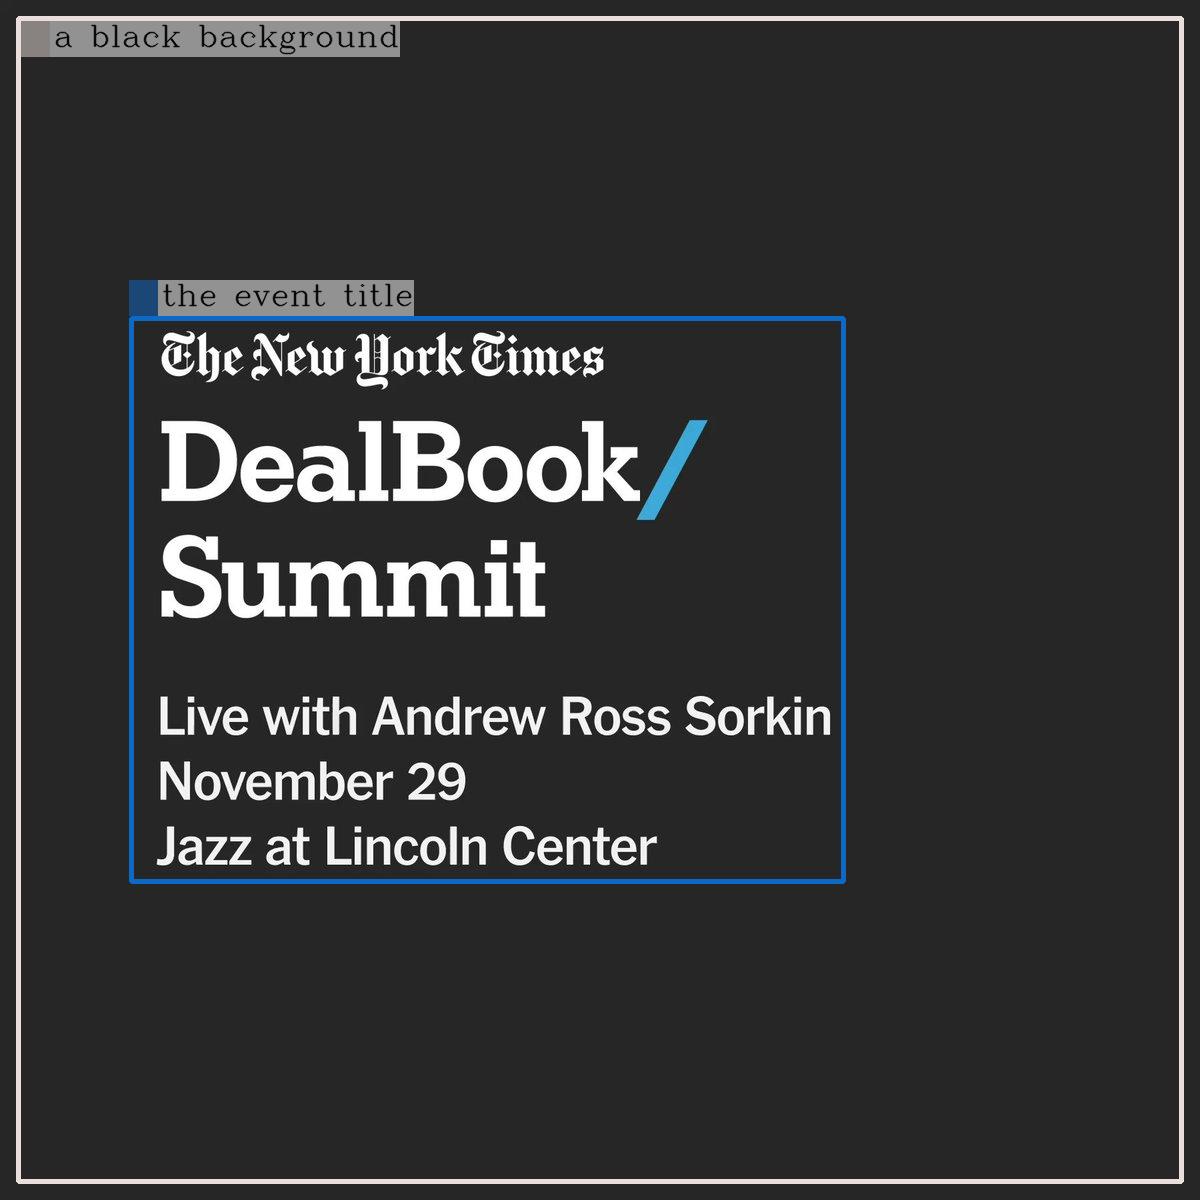 a black background
the event title
The New York Times
DealBook/
Summit
Live with Andrew Ross Sorkin
November 29
Jazz at Lincoln Center